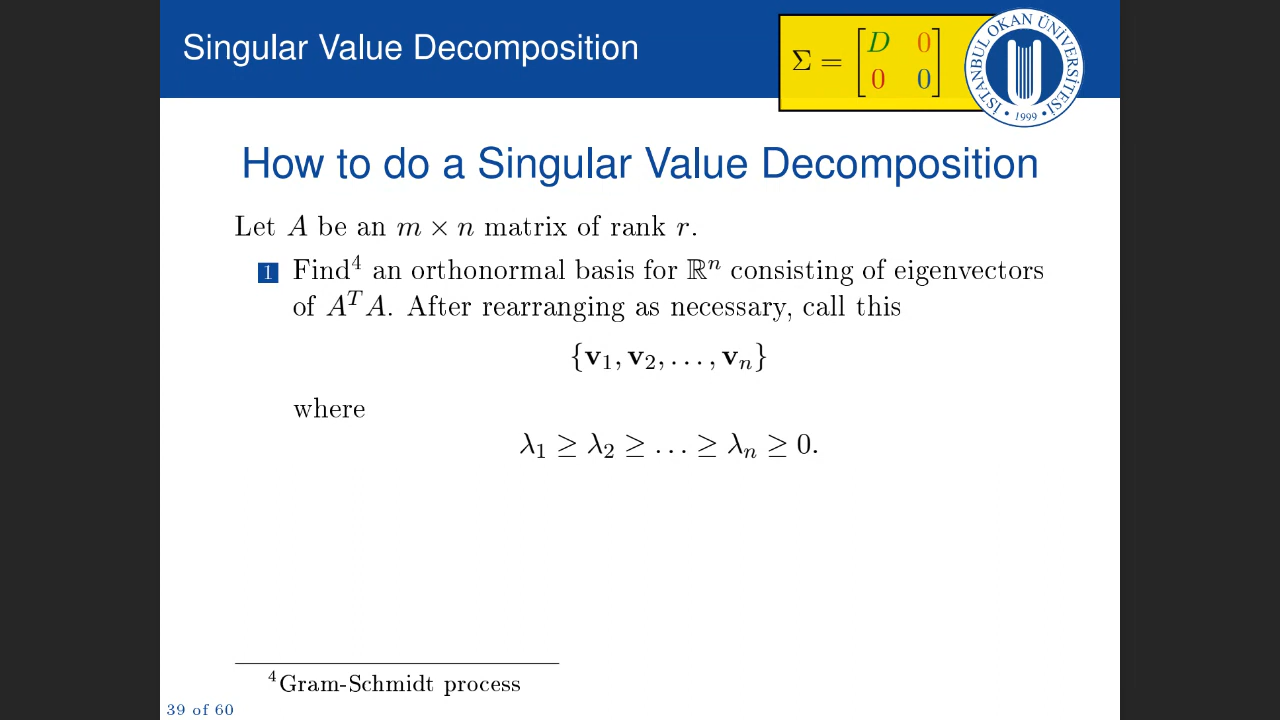 Singular Value Decomposition
Σ = [D 0
0 0]
İSTANBUL OKAN ÜNİVERSİTESİ
• 1999 •
How to do a Singular Value Decomposition
Let A be an m × n matrix of rank r.
1 Find⁴ an orthonormal basis for ℝⁿ consisting of eigenvectors
of AᵀA. After rearranging as necessary, call this
{v₁, v₂, . . . , vₙ}
where
λ₁ ≥ λ₂ ≥ . . . ≥ λₙ ≥ 0.
⁴Gram-Schmidt process
39 of 60